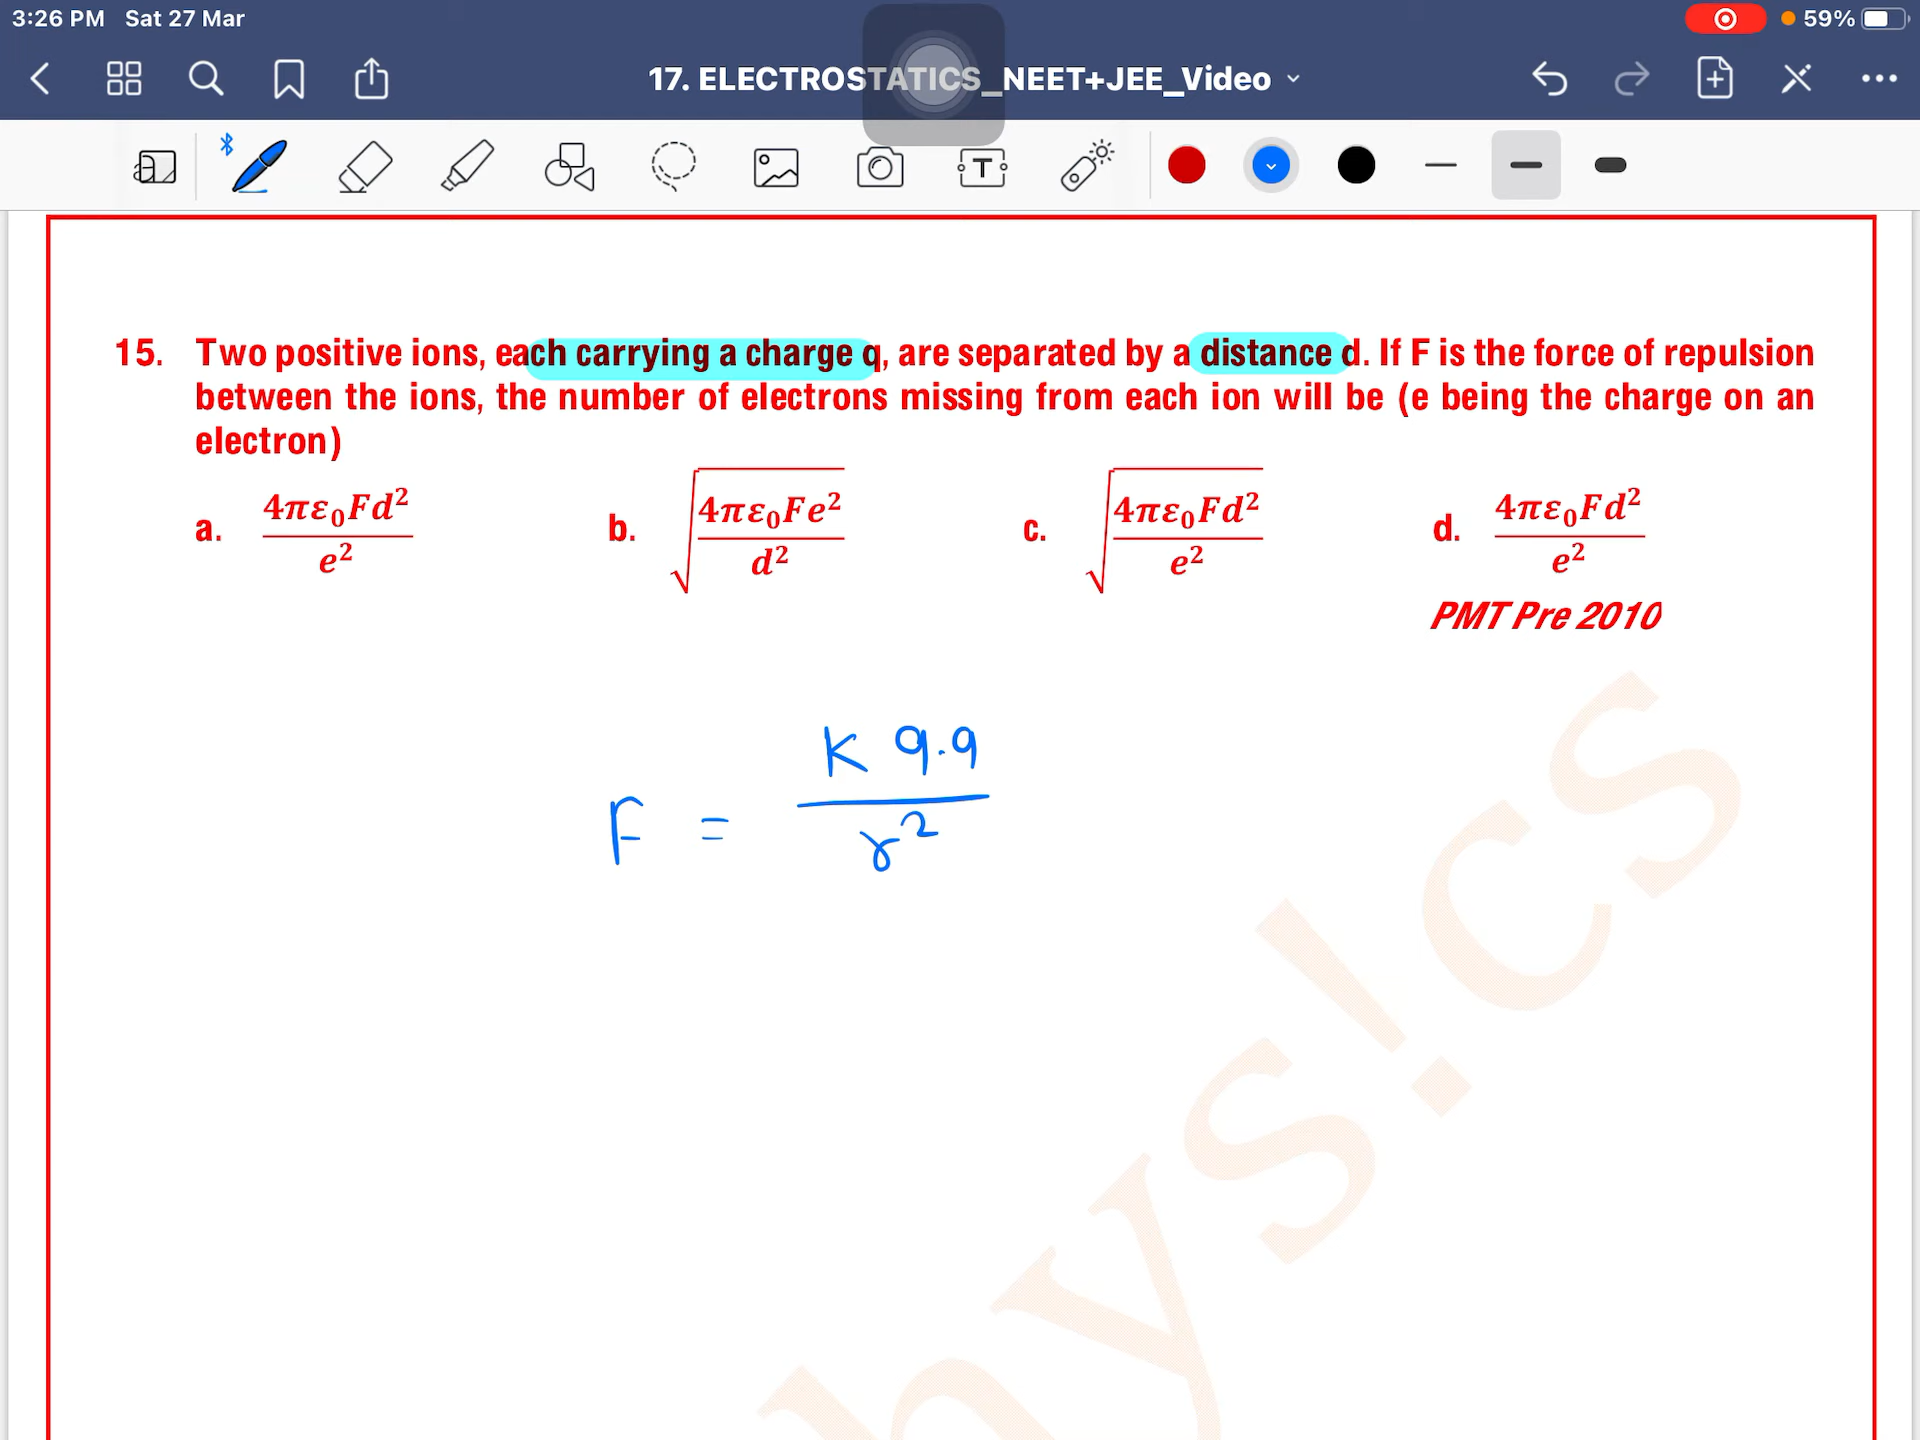 3:26 PM Sat 27 Mar
59%
17. ELECTROSTATICS_NEET+JEE_Video
15. Two positive ions, each carrying a charge q, are separated by a distance d. If F is the force of repulsion
between the ions, the number of electrons missing from each ion will be (e being the charge on an
electron)
a. 4πε₀Fd²/e² b. √(4πε₀Fe²/d²) c. √(4πε₀Fd²/e²) d. 4πε₀Fd²/e²
PMT Pre 2010
F = K q.q / r²
hys!cs